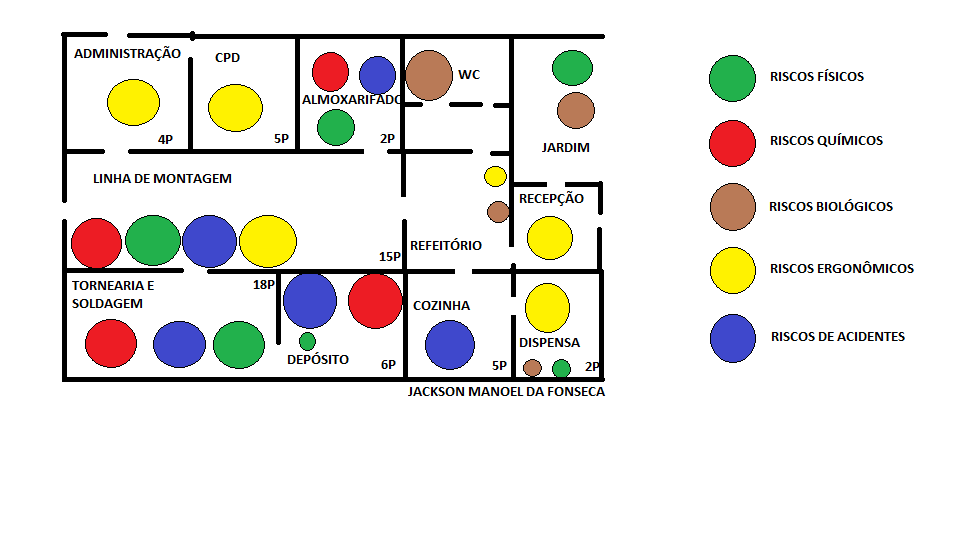 ADMINISTRAÇÃO
CPD
ALMOXARIFADO
WC
4P
5P
2P
JARDIM
LINHA DE MONTAGEM
RECEPÇÃO
REFEITÓRIO
15P
TORNEARIA E
SOLDAGEM
18P
COZINHA
DEPÓSITO
DISPENSA
6P
5P
2P
JACKSON MANOEL DA FONSECA
RISCOS FÍSICOS
RISCOS QUÍMICOS
RISCOS BIOLÓGICOS
RISCOS ERGONÔMICOS
RISCOS DE ACIDENTES